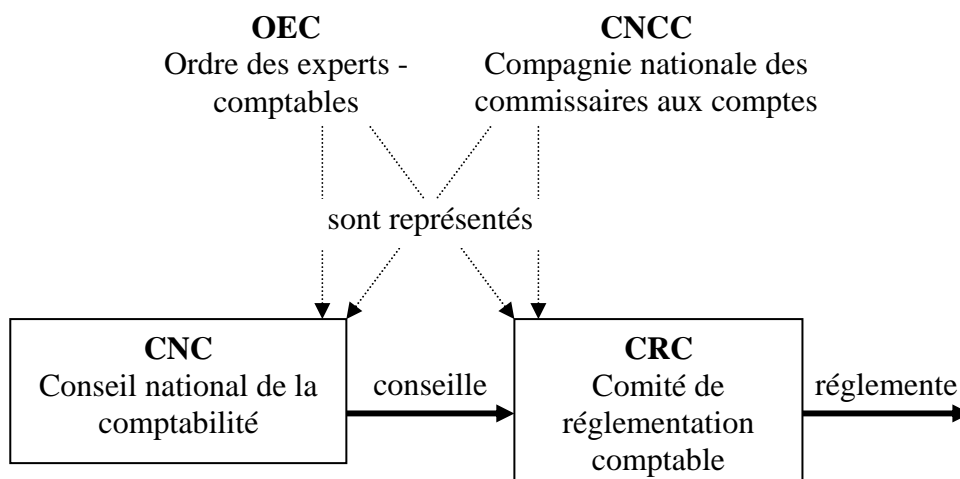 OEC
Ordre des experts -
comptables
CNCC
Compagnie nationale des
commissaires aux comptes
sont représentés
CNC
Conseil national de la
comptabilité
conseille
CRC
Comité de
réglementation
comptable
réglemente